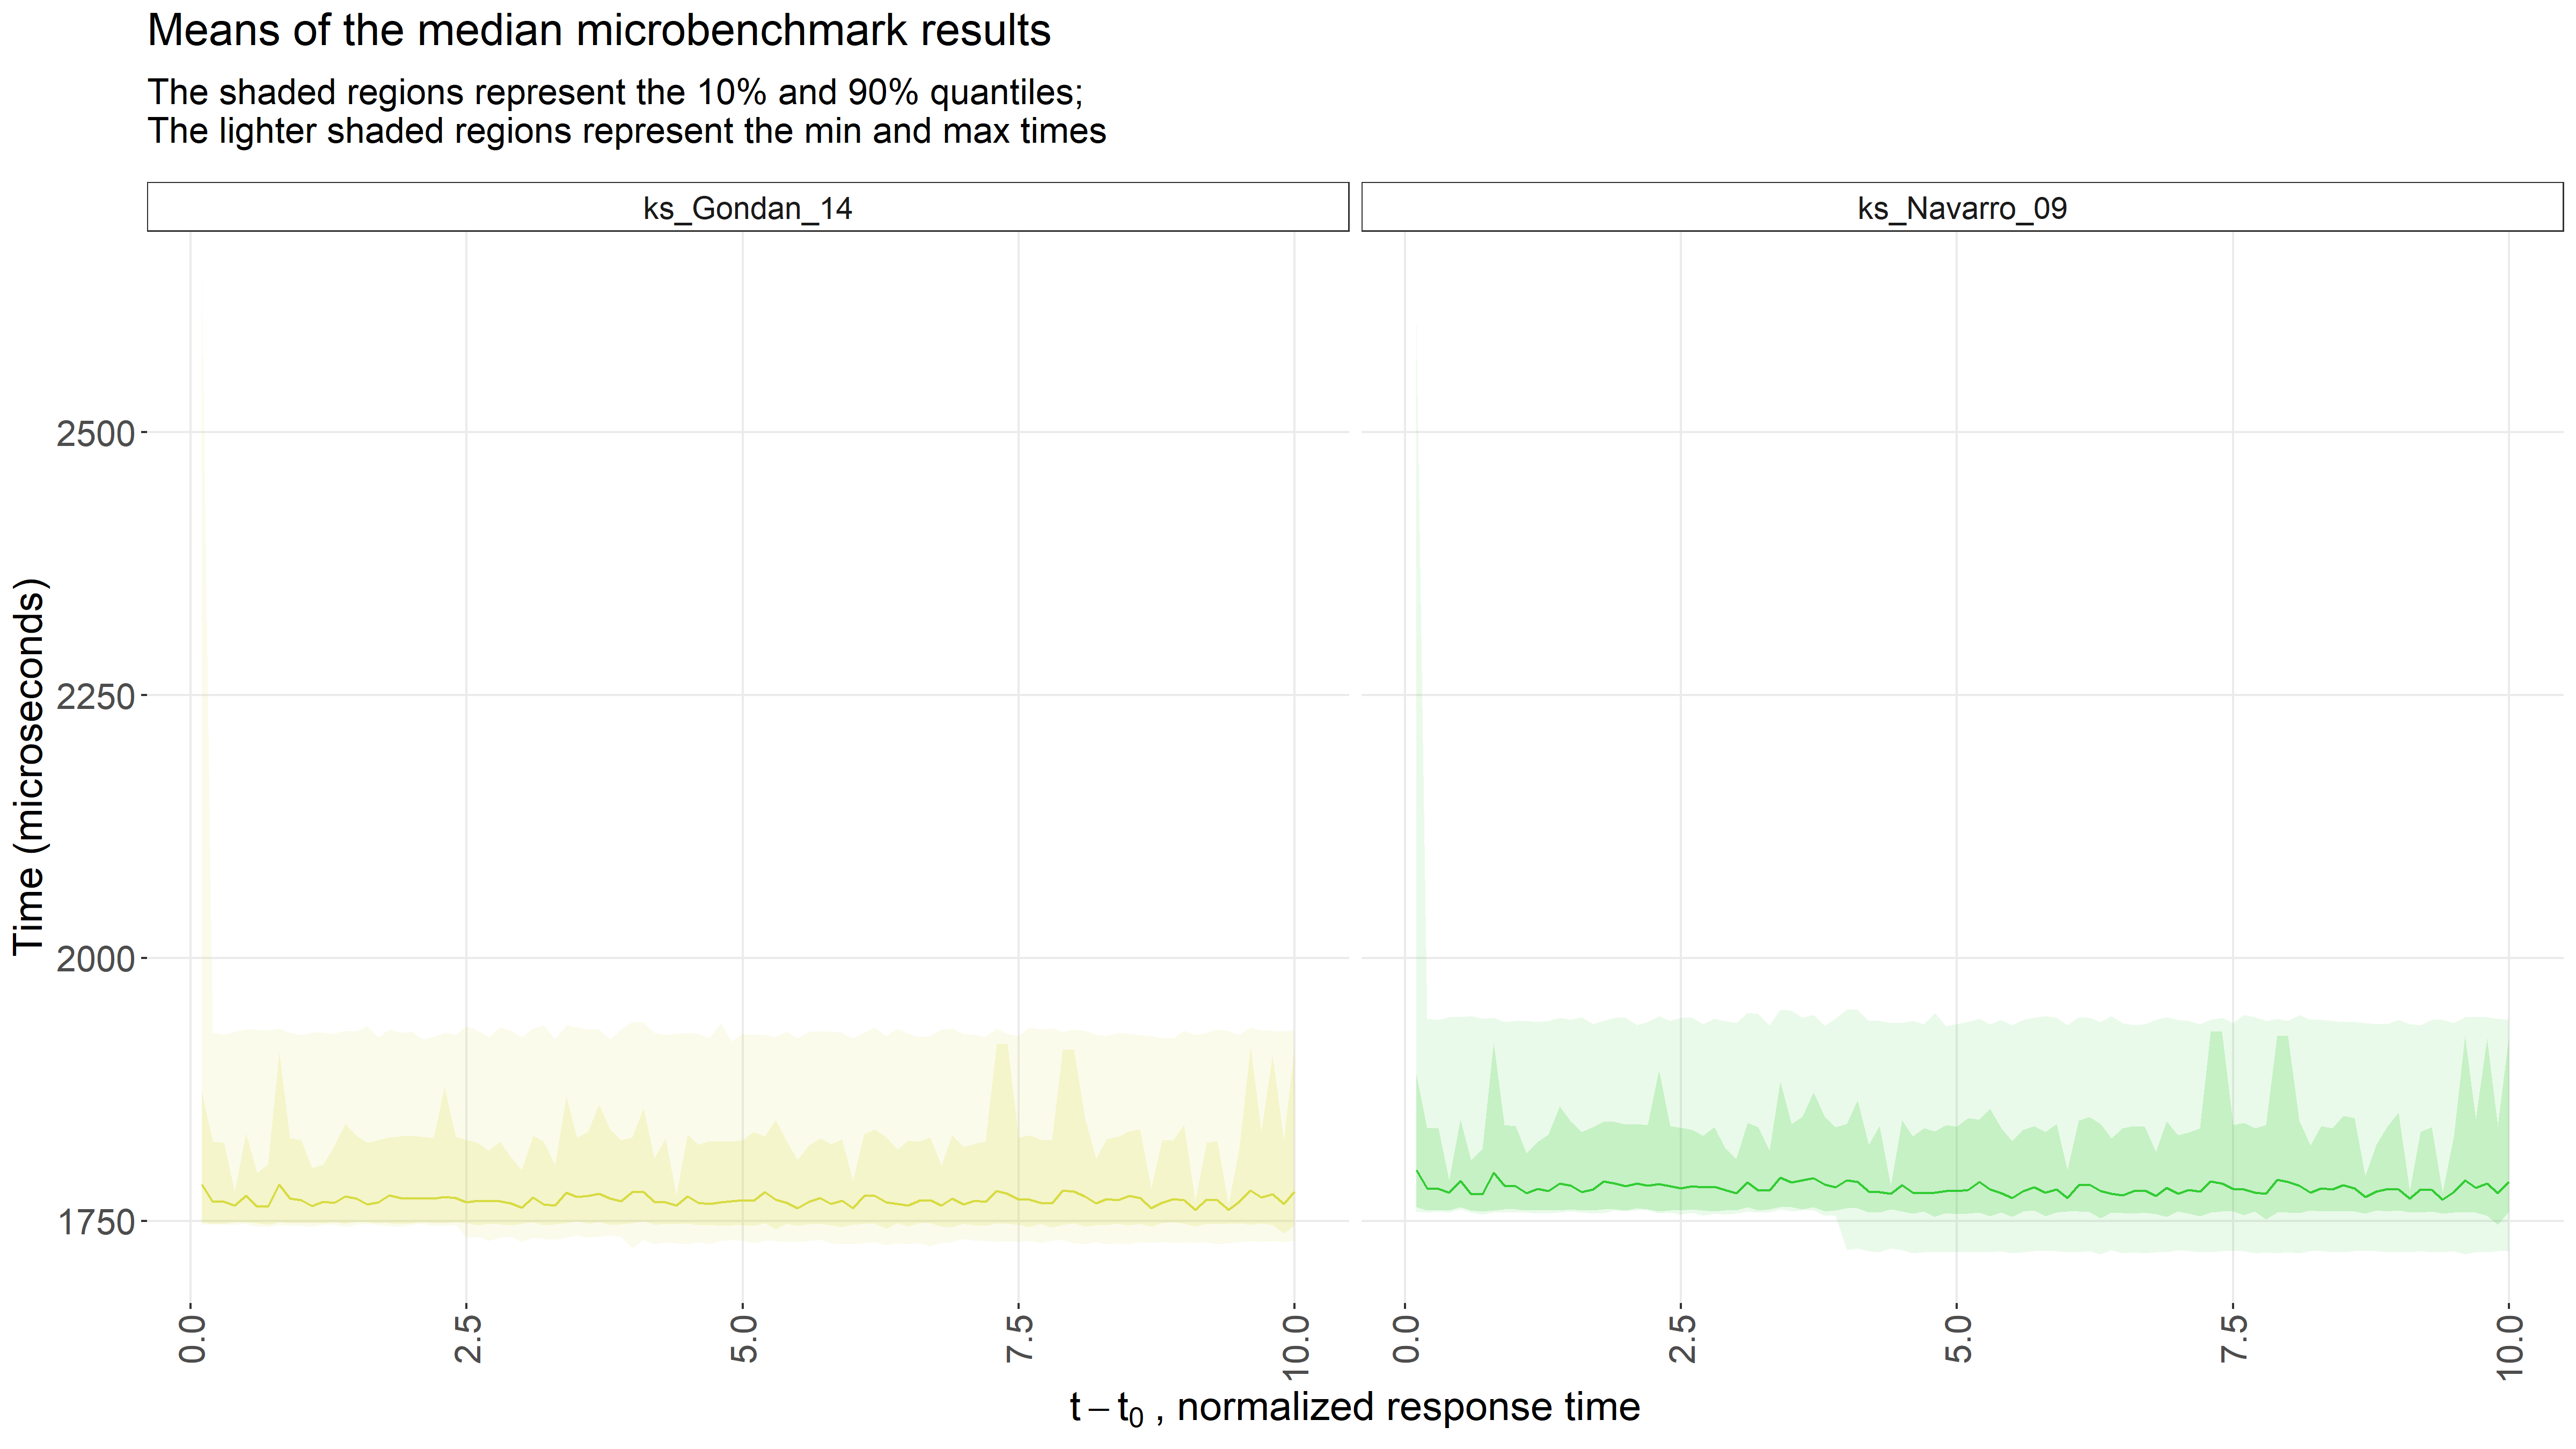 Means of the median microbenchmark results
The shaded regions represent the 10% and 90% quantiles;
The lighter shaded regions represent the min and max times
ks_Gondan_14
ks_Navarro_09
Time (microseconds)
2500
2250
2000
1750
0.0
2.5
5.0
7.5
10.0
0.0
2.5
5.0
7.5
10.0
t − t₀ , normalized response time